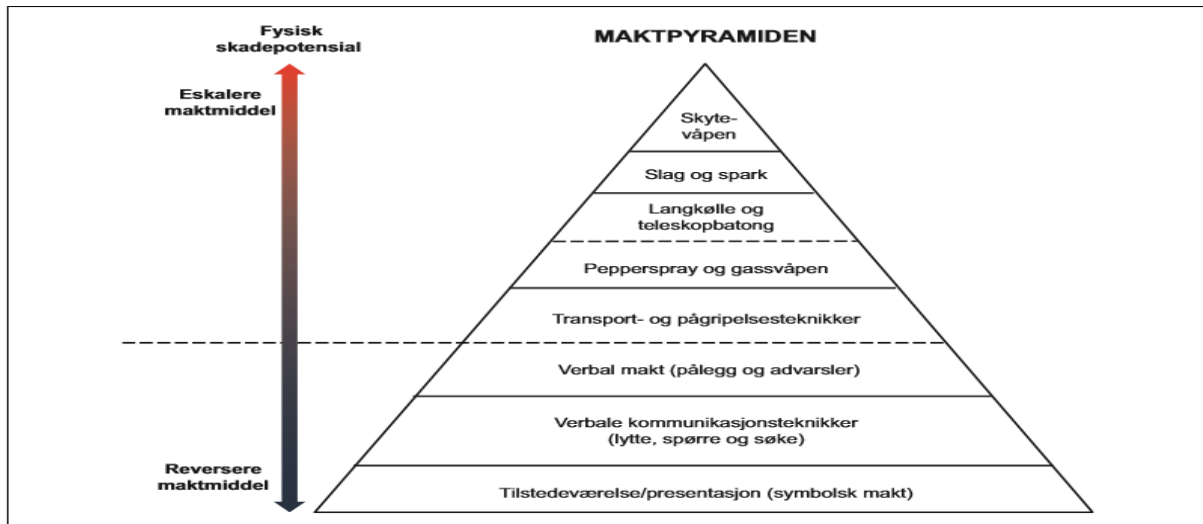 Fysisk
skadepotensial
Eskalere
maktmiddel
Reversere
maktmiddel
MAKTPYRAMIDEN
Skyte-
våpen
Slag og spark
Langkølle og
teleskopbatong
Pepperspray og gassvåpen
Transport- og pågripelsesteknikker
Verbal makt (pålegg og advarsler)
Verbale kommunikasjonsteknikker
(lytte, spørre og søke)
Tilstedeværelse/presentasjon (symbolsk makt)